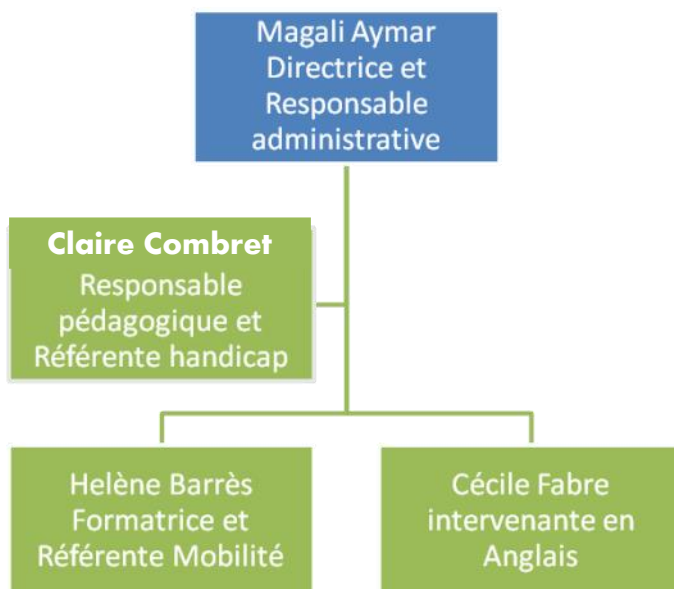 Magali Aymar
Directrice et
Responsable
administrative
Claire Combret
Responsable
pédagogique et
Référente handicap
Helène Barrès
Formatrice et
Référente Mobilité
Cécile Fabre
intervenante en
Anglais